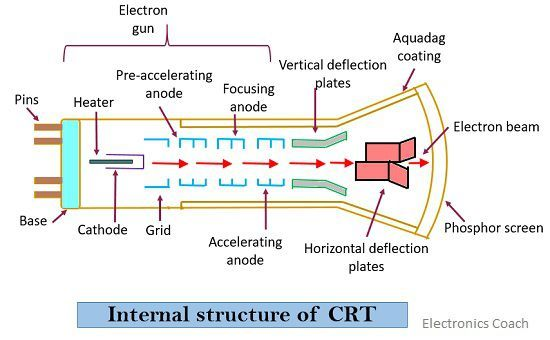 Electron
gun
Aquadag
coating
Pre-accelerating
anode
Focusing
anode
Vertical deflection
plates
Pins
Heater
Electron beam
Base
Cathode
Grid
Accelerating
anode
Horizontal deflection
plates
Phosphor screen
Internal structure of CRT
Electronics Coach